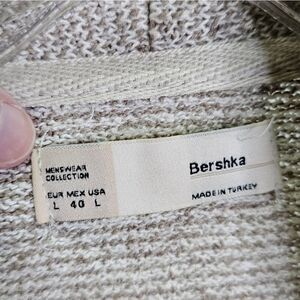 MENSWEAR
COLLECTION
EUR MEX USA
L 40 L
Bershka
MADE IN TURKEY